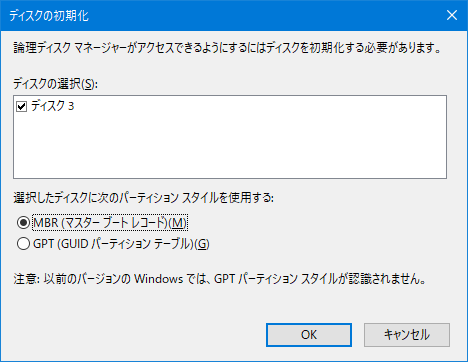 ディスクの初期化
論理ディスク マネージャーがアクセスできるようにするにはディスクを初期化する必要があります。
ディスクの選択(S):
ディスク 3
選択したディスクに次のパーティション スタイルを使用する:
MBR (マスター ブート レコード)(M)
GPT (GUID パーティション テーブル)(G)
注意: 以前のバージョンの Windows では、GPT パーティション スタイルが認識されません。
OK キャンセル